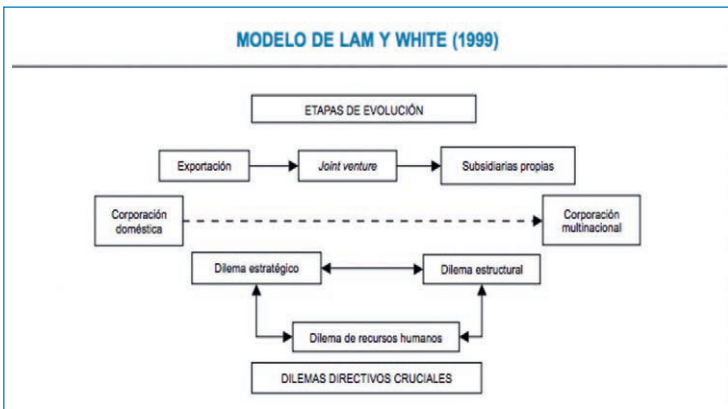 MODELO DE LAM Y WHITE (1999)
ETAPAS DE EVOLUCIÓN
Exportación
Joint venture
Subsidiarias propias
Corporación
doméstica
Corporación
multinacional
Dilema estratégico
Dilema estructural
Dilema de recursos humanos
DILEMAS DIRECTIVOS CRUCIALES